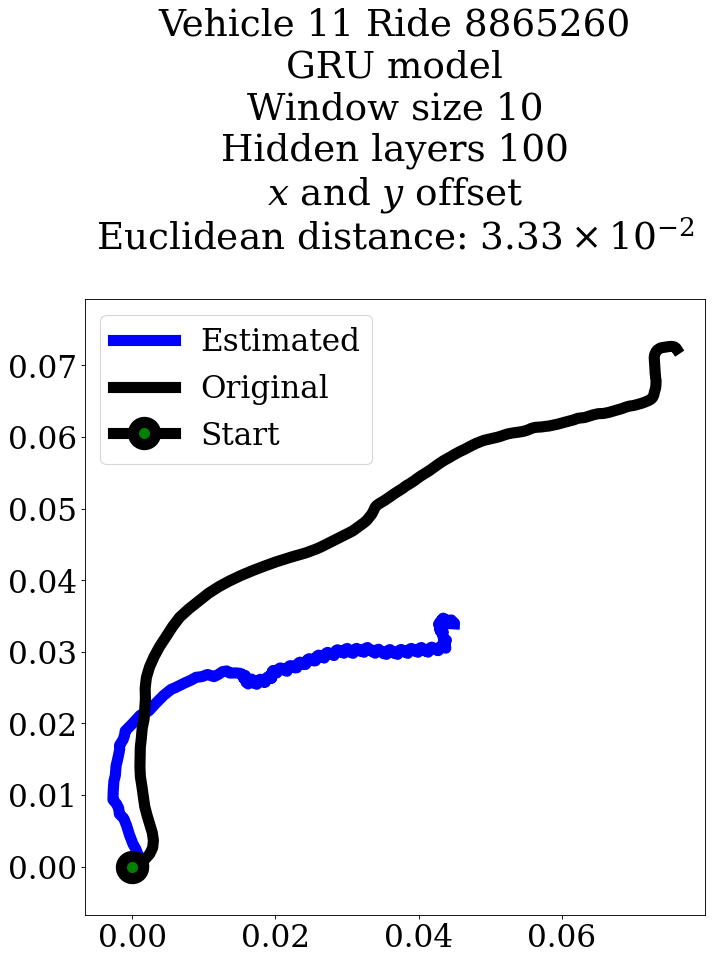 Vehicle 11 Ride 8865260
GRU model
Window size 10
Hidden layers 100
x and y offset
Euclidean distance: 3.33 × 10⁻²
Estimated
Original
Start
0.07
0.06
0.05
0.04
0.03
0.02
0.01
0.00
0.00 0.02 0.04 0.06